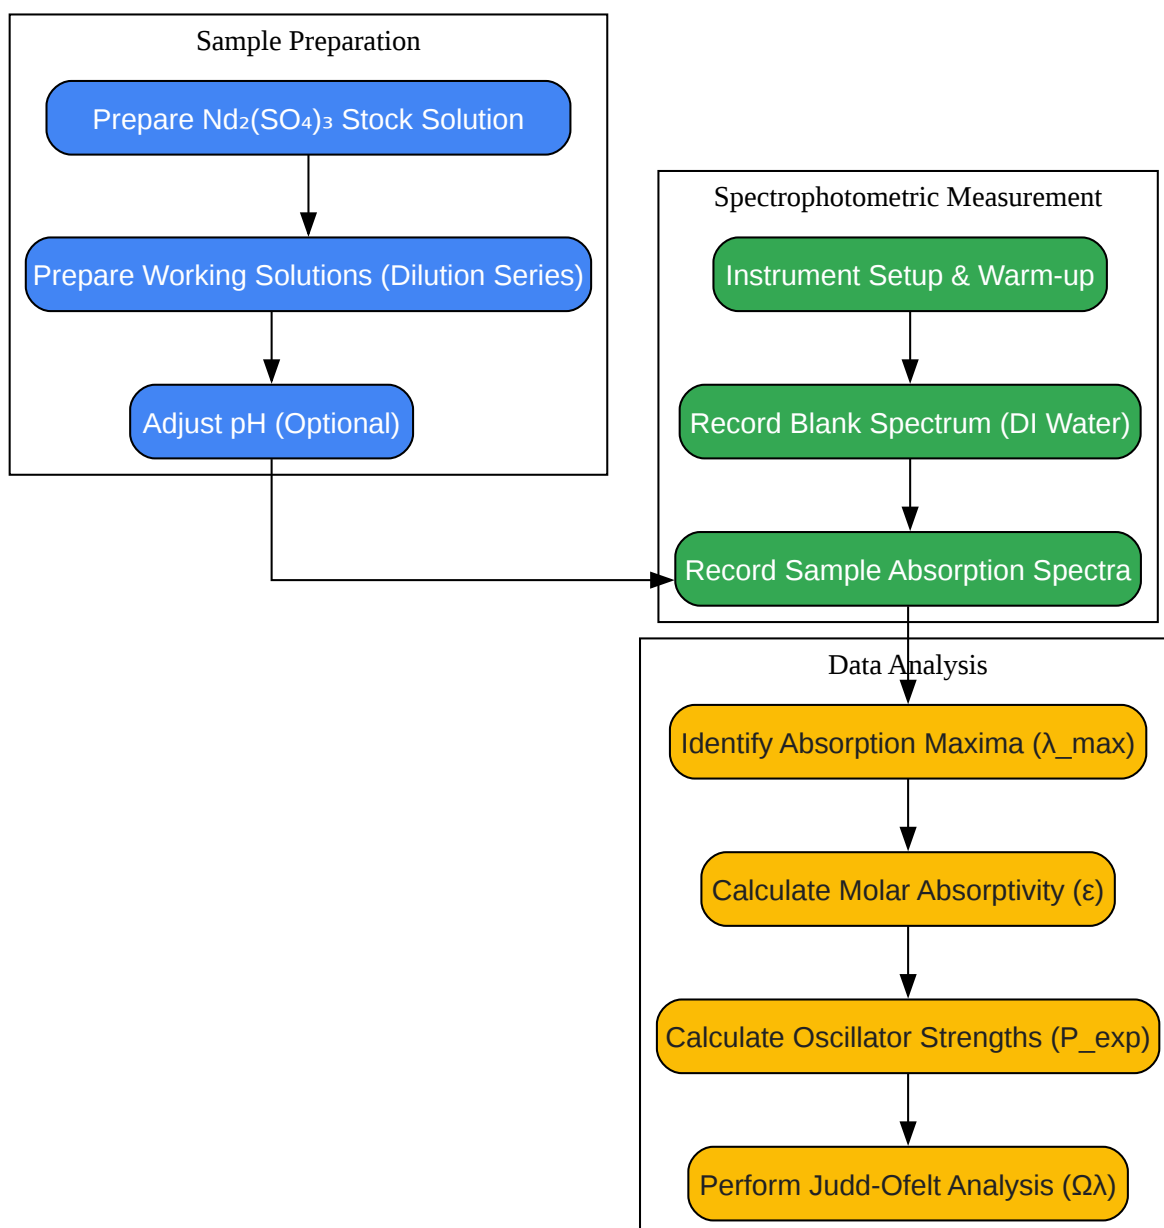 Sample Preparation
Prepare Nd₂(SO₄)₃ Stock Solution
Prepare Working Solutions (Dilution Series)
Adjust pH (Optional)
Spectrophotometric Measurement
Instrument Setup & Warm-up
Record Blank Spectrum (DI Water)
Record Sample Absorption Spectra
Data Analysis
Identify Absorption Maxima (λ_max)
Calculate Molar Absorptivity (ε)
Calculate Oscillator Strengths (P_exp)
Perform Judd-Ofelt Analysis (Ωλ)